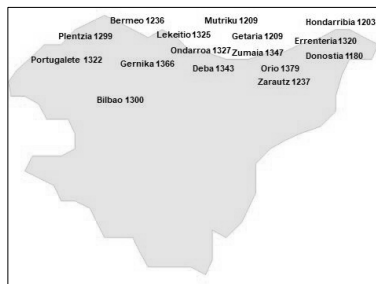 Bermeo 1236
Mutriku 1209
Hondarribia 1203
Plentzia 1299
Lekeitio 1325
Getaria 1209
Errenteria 1320
Ondarroa 1327
Zumaia 1347
Donostia 1180
Portugalete 1322
Gernika 1366
Deba 1343
Orio 1379
Zarautz 1237
Bilbao 1300